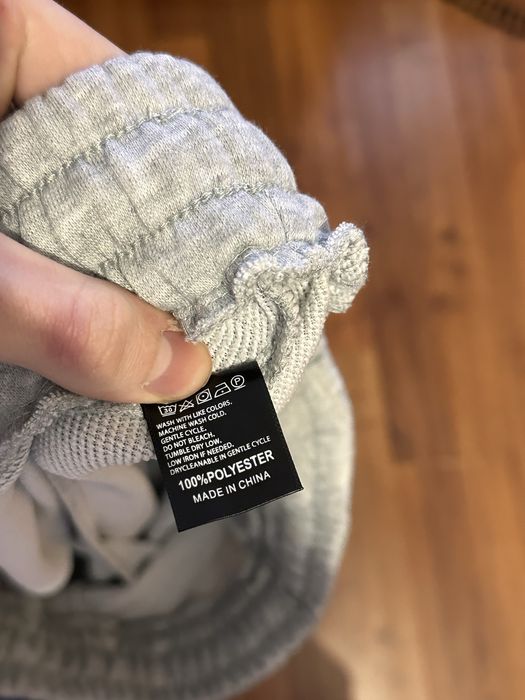 30 P
WASH WITH LIKE COLORS.
MACHINE WASH COLD.
GENTLE CYCLE.
DO NOT BLEACH.
TUMBLE DRY LOW.
LOW IRON IF NEEDED.
DRYCLEANABLE IN GENTLE CYCLE
100%POLYESTER
MADE IN CHINA